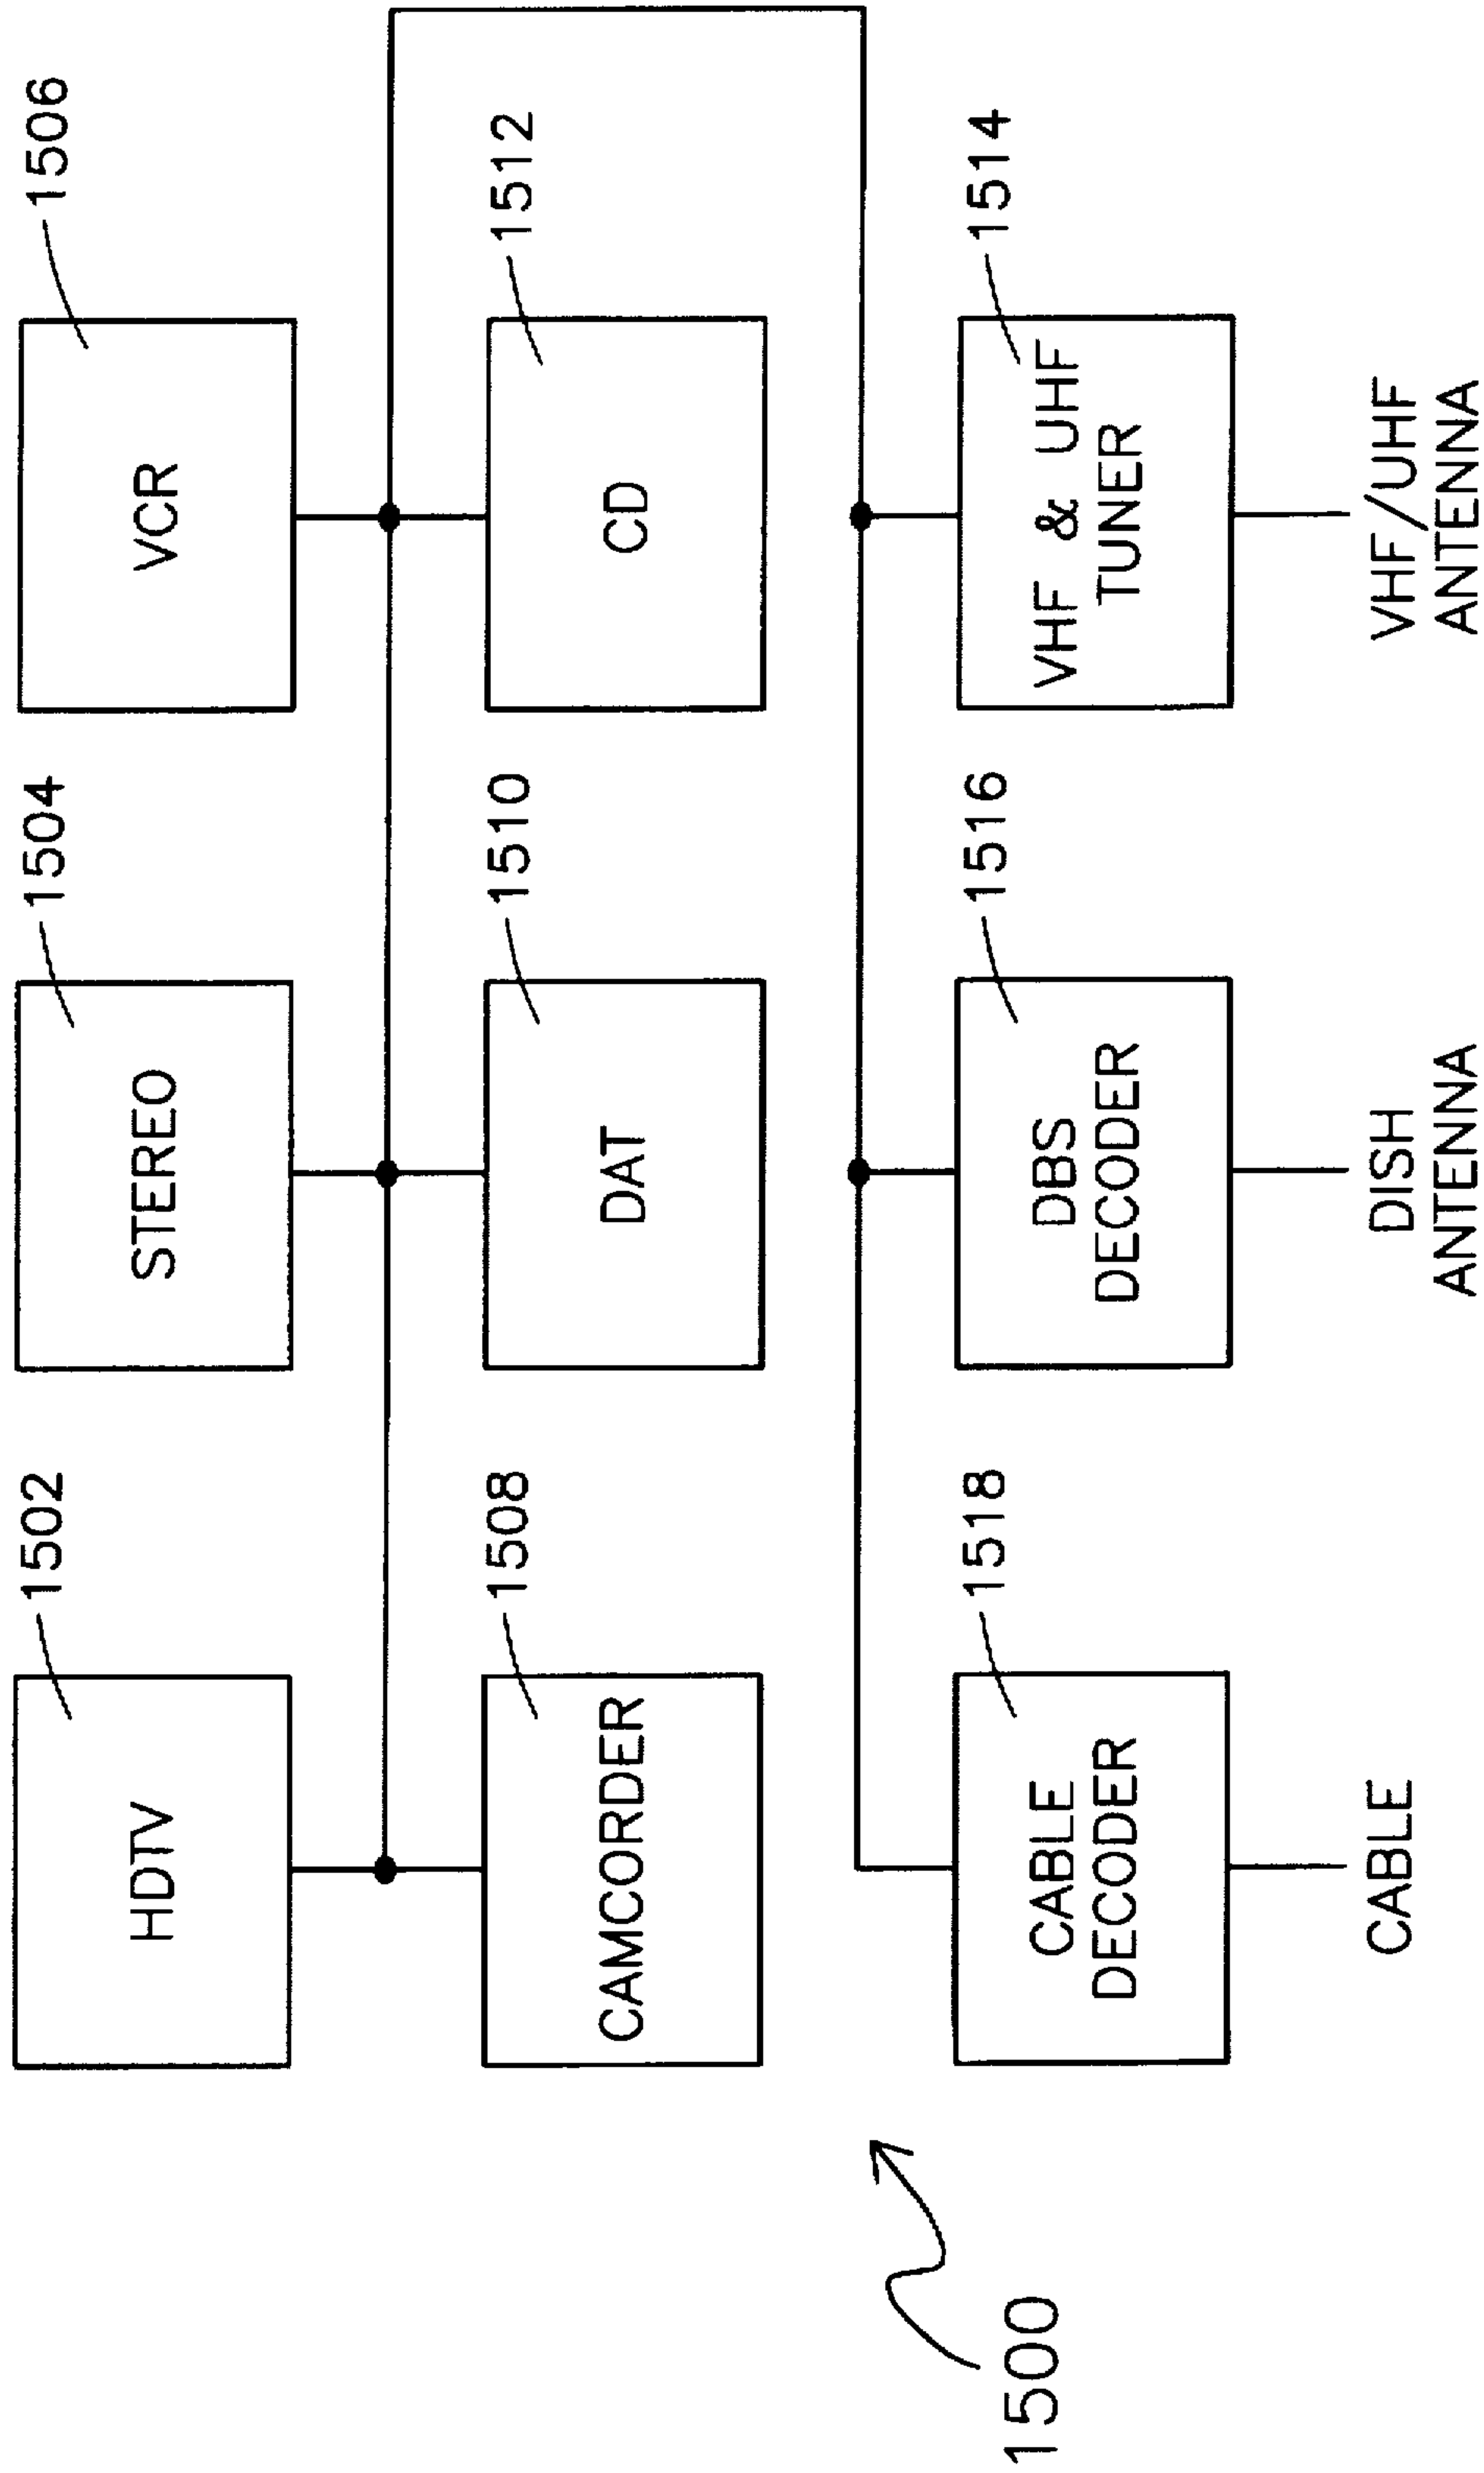 1502
HDTV
1504
STEREO
1506
VCR
1508
CAMCORDER
1510
DAT
1512
CD
1518
CABLE
DECODER
CABLE
1516
DBS
DECODER
DISH
ANTENNA
1514
VHF & UHF
TUNER
VHF/UHF
ANTENNA
1500